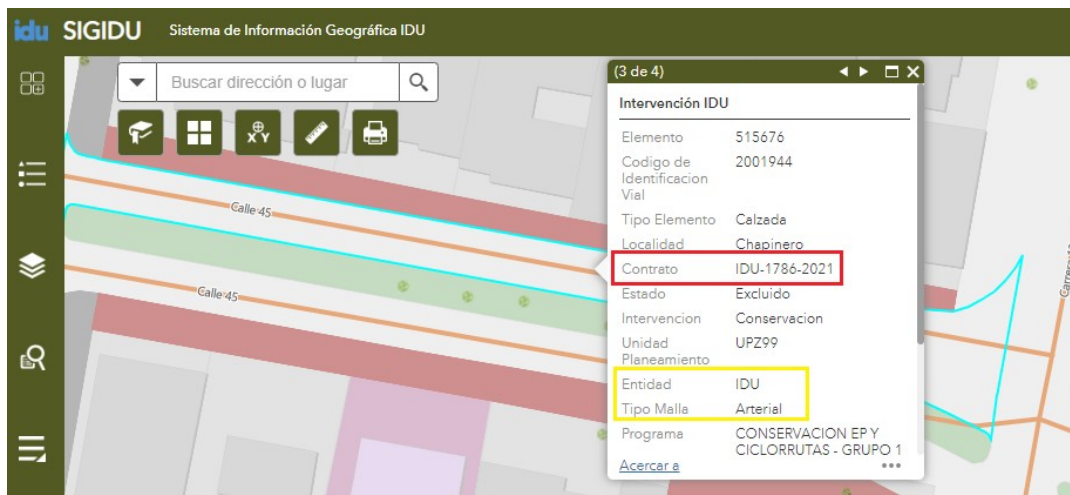 idu SIGIDU Sistema de Información Geográfica IDU
Buscar dirección o lugar
Calle 45
Calle 45
(3 de 4)
Intervención IDU
Elemento 515676
Codigo de Identificacion Vial 2001944
Tipo Elemento Calzada
Localidad Chapinero
Contrato IDU-1786-2021
Estado Excluido
Intervencion Conservacion
Unidad Planeamiento UPZ99
Entidad IDU
Tipo Malla Arterial
Programa CONSERVACION EP Y
CICLORRUTAS - GRUPO 1
Acercar a